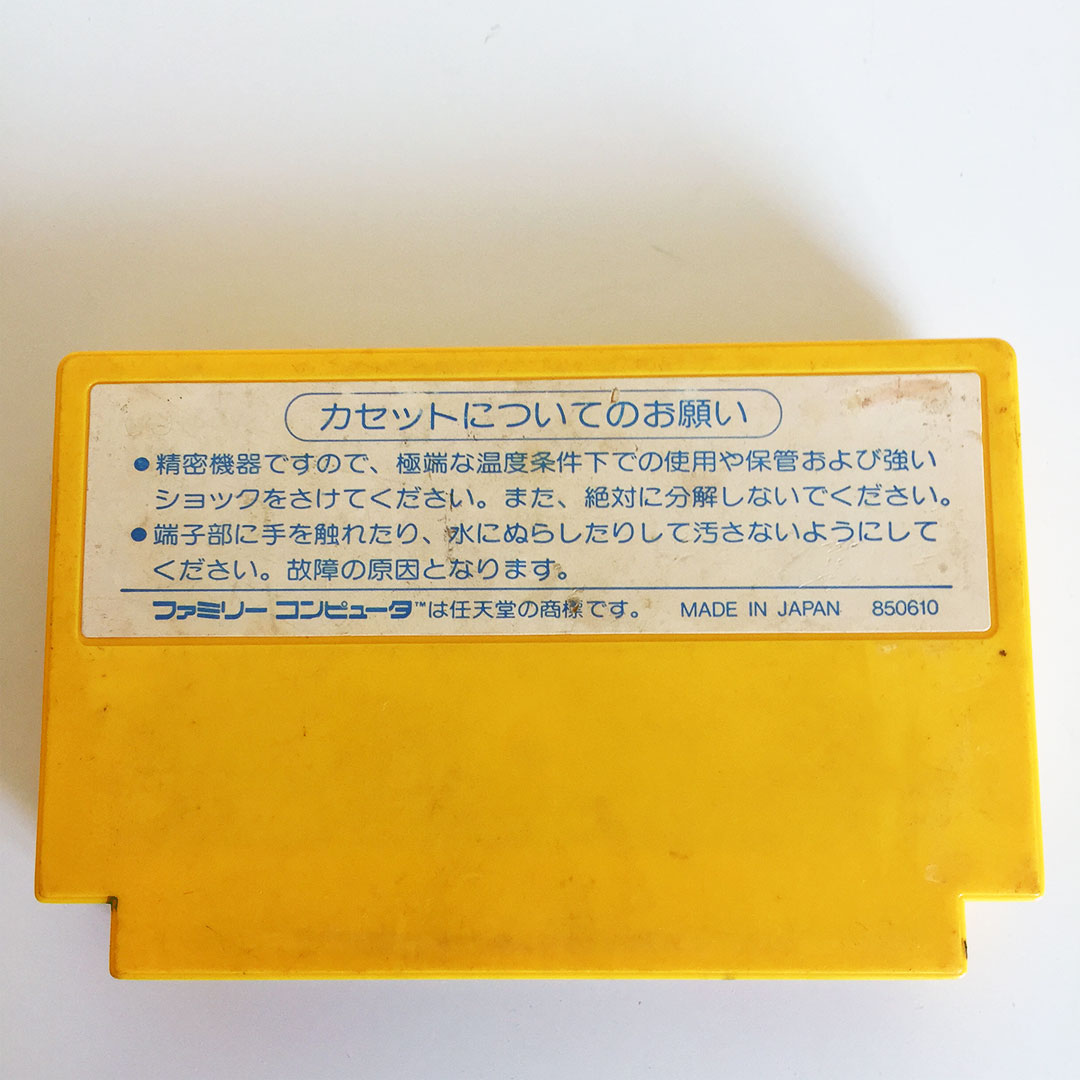 カセットについてのお願い
●精密機器ですので、極端な温度条件下での使用や保管および強い
ショックをさけてください。また、絶対に分解しないでください。
●端子部に手を触れたり、水にぬらしたりして汚さないようにして
ください。故障の原因となります。
ファミリーコンピュータ™は任天堂の商標です。 MADE IN JAPAN 850610